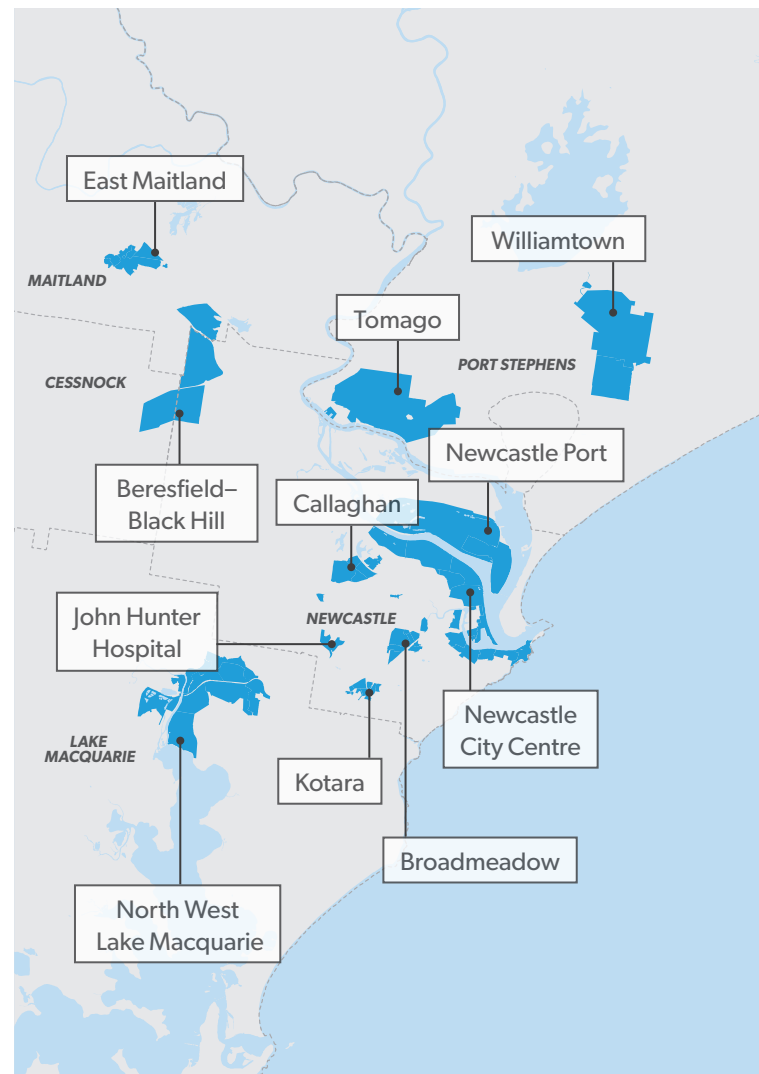 East Maitland
Williamtown
MAITLAND
Tomago
PORT STEPHENS
CESSNOCK
Newcastle Port
Beresfield–
Black Hill
Callaghan
John Hunter
Hospital
NEWCASTLE
Newcastle
City Centre
LAKE
MACQUARIE
Kotara
Broadmeadow
North West
Lake Macquarie